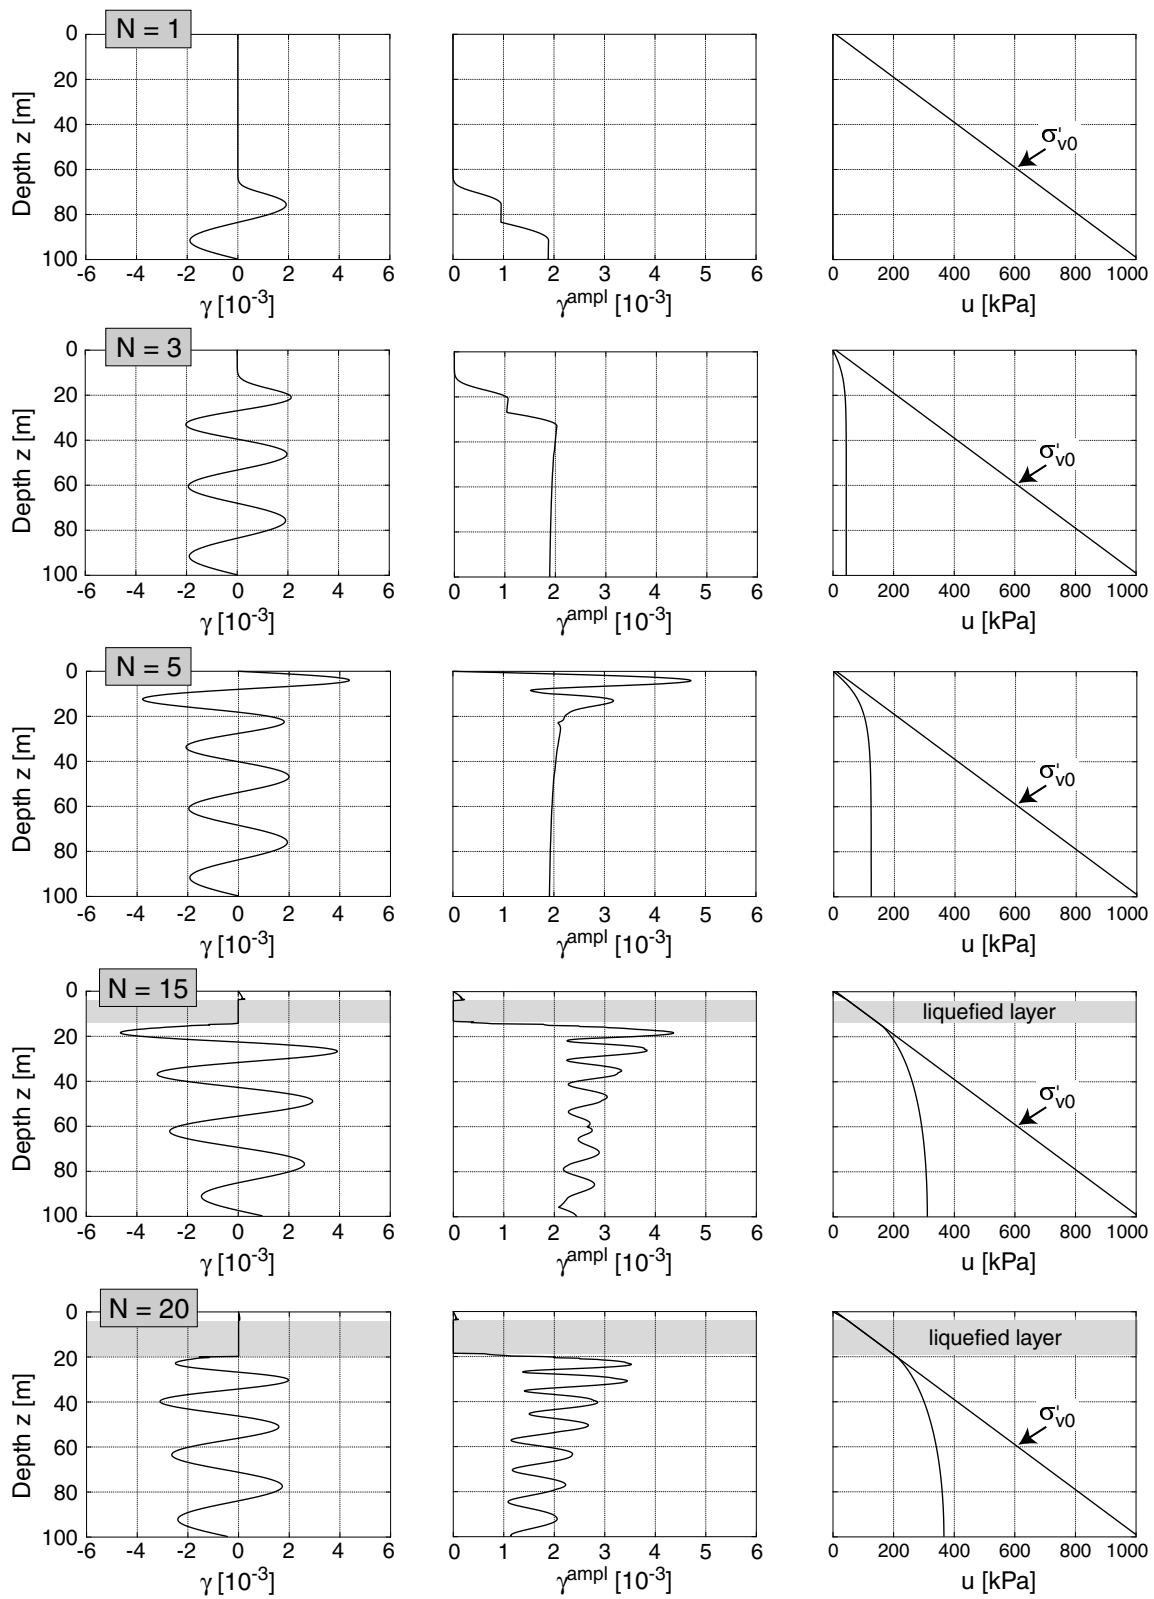 N = 1
0
20
40
60
80
100
Depth z [m]
-6 -4 -2 0 2 4 6
γ [10-3]
0 1 2 3 4 5 6
γampl [10-3]
σ'v0
0 200 400 600 800 1000
u [kPa]
N = 3
0
20
40
60
80
100
Depth z [m]
-6 -4 -2 0 2 4 6
γ [10-3]
0 1 2 3 4 5 6
γampl [10-3]
σ'v0
0 200 400 600 800 1000
u [kPa]
N = 5
0
20
40
60
80
100
Depth z [m]
-6 -4 -2 0 2 4 6
γ [10-3]
0 1 2 3 4 5 6
γampl [10-3]
σ'v0
0 200 400 600 800 1000
u [kPa]
N = 15
0
20
40
60
80
100
Depth z [m]
-6 -4 -2 0 2 4 6
γ [10-3]
0 1 2 3 4 5 6
γampl [10-3]
liquefied layer
σ'v0
0 200 400 600 800 1000
u [kPa]
N = 20
0
20
40
60
80
100
Depth z [m]
-6 -4 -2 0 2 4 6
γ [10-3]
0 1 2 3 4 5 6
γampl [10-3]
liquefied layer
σ'v0
0 200 400 600 800 1000
u [kPa]